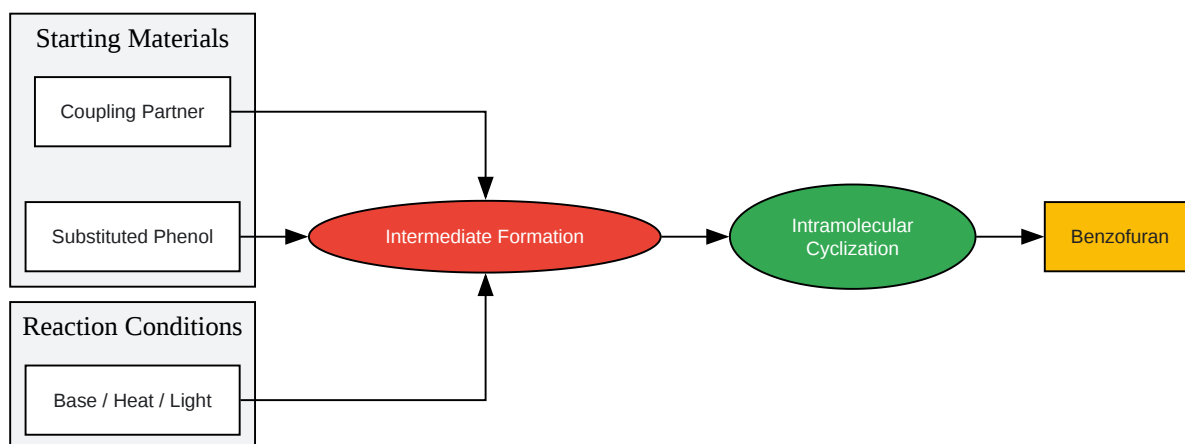 Starting Materials
Coupling Partner
Substituted Phenol
Reaction Conditions
Base / Heat / Light
Intermediate Formation
Intramolecular
Cyclization
Benzofuran